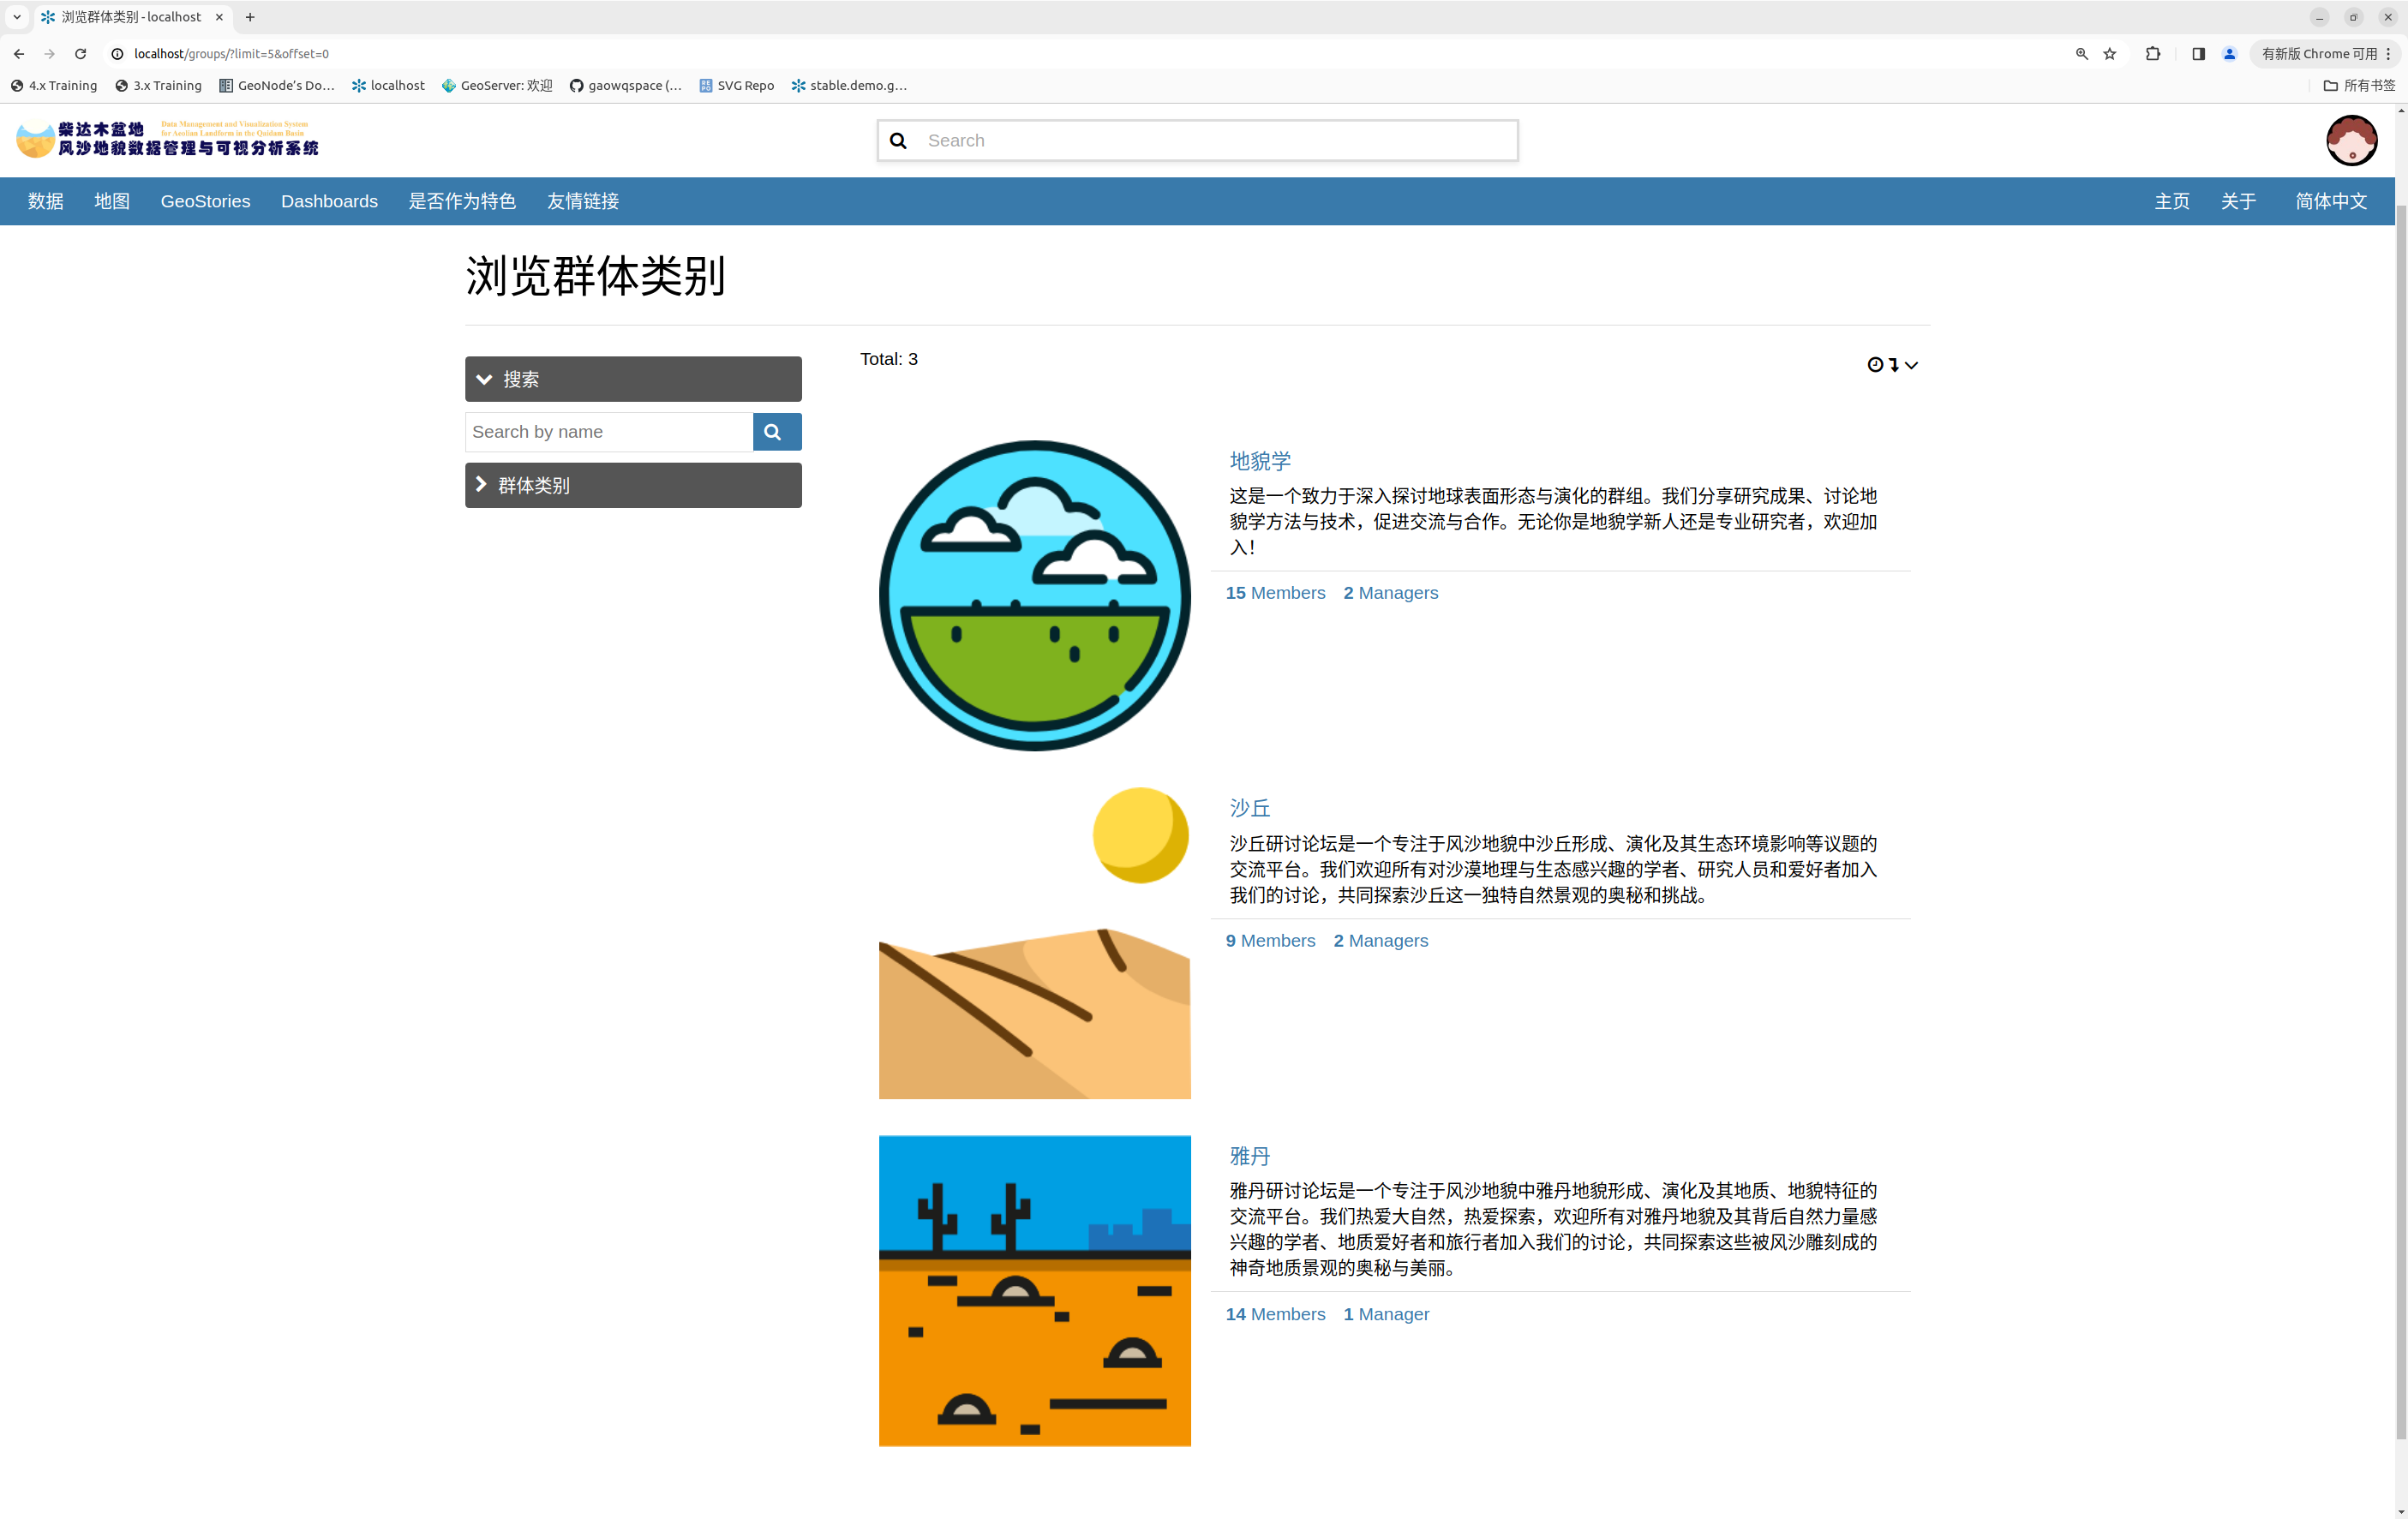 浏览群体类别 - localhost
localhost/groups/?limit=5&offset=0
有新版 Chrome 可用
4.x Training
3.x Training
GeoNode's Do...
localhost
GeoServer: 欢迎
gaowqspace (...
SVG Repo
stable.demo.g...
所有书签
柴达木盆地
Data Management and Visualization System
for Aeolian Landform in the Qaidam Basin
风沙地貌数据管理与可视分析系统
Search
数据
地图
GeoStories
Dashboards
是否作为特色
友情链接
主页
关于
简体中文
浏览群体类别
搜索
Search by name
群体类别
Total: 3
地貌学
这是一个致力于深入探讨地球表面形态与演化的群组。我们分享研究成果、讨论地
貌学方法与技术，促进交流与合作。无论你是地貌学新人还是专业研究者，欢迎加
入！
15 Members 2 Managers
沙丘
沙丘研讨论坛是一个专注于风沙地貌中沙丘形成、演化及其生态环境影响等议题的
交流平台。我们欢迎所有对沙漠地理与生态感兴趣的学者、研究人员和爱好者加入
我们的讨论，共同探索沙丘这一独特自然景观的奥秘和挑战。
9 Members 2 Managers
雅丹
雅丹研讨论坛是一个专注于风沙地貌中雅丹地貌形成、演化及其地质、地貌特征的
交流平台。我们热爱大自然，热爱探索，欢迎所有对雅丹地貌及其背后自然力量感
兴趣的学者、地质爱好者和旅行者加入我们的讨论，共同探索这些被风沙雕刻成的
神奇地质景观的奥秘与美丽。
14 Members 1 Manager